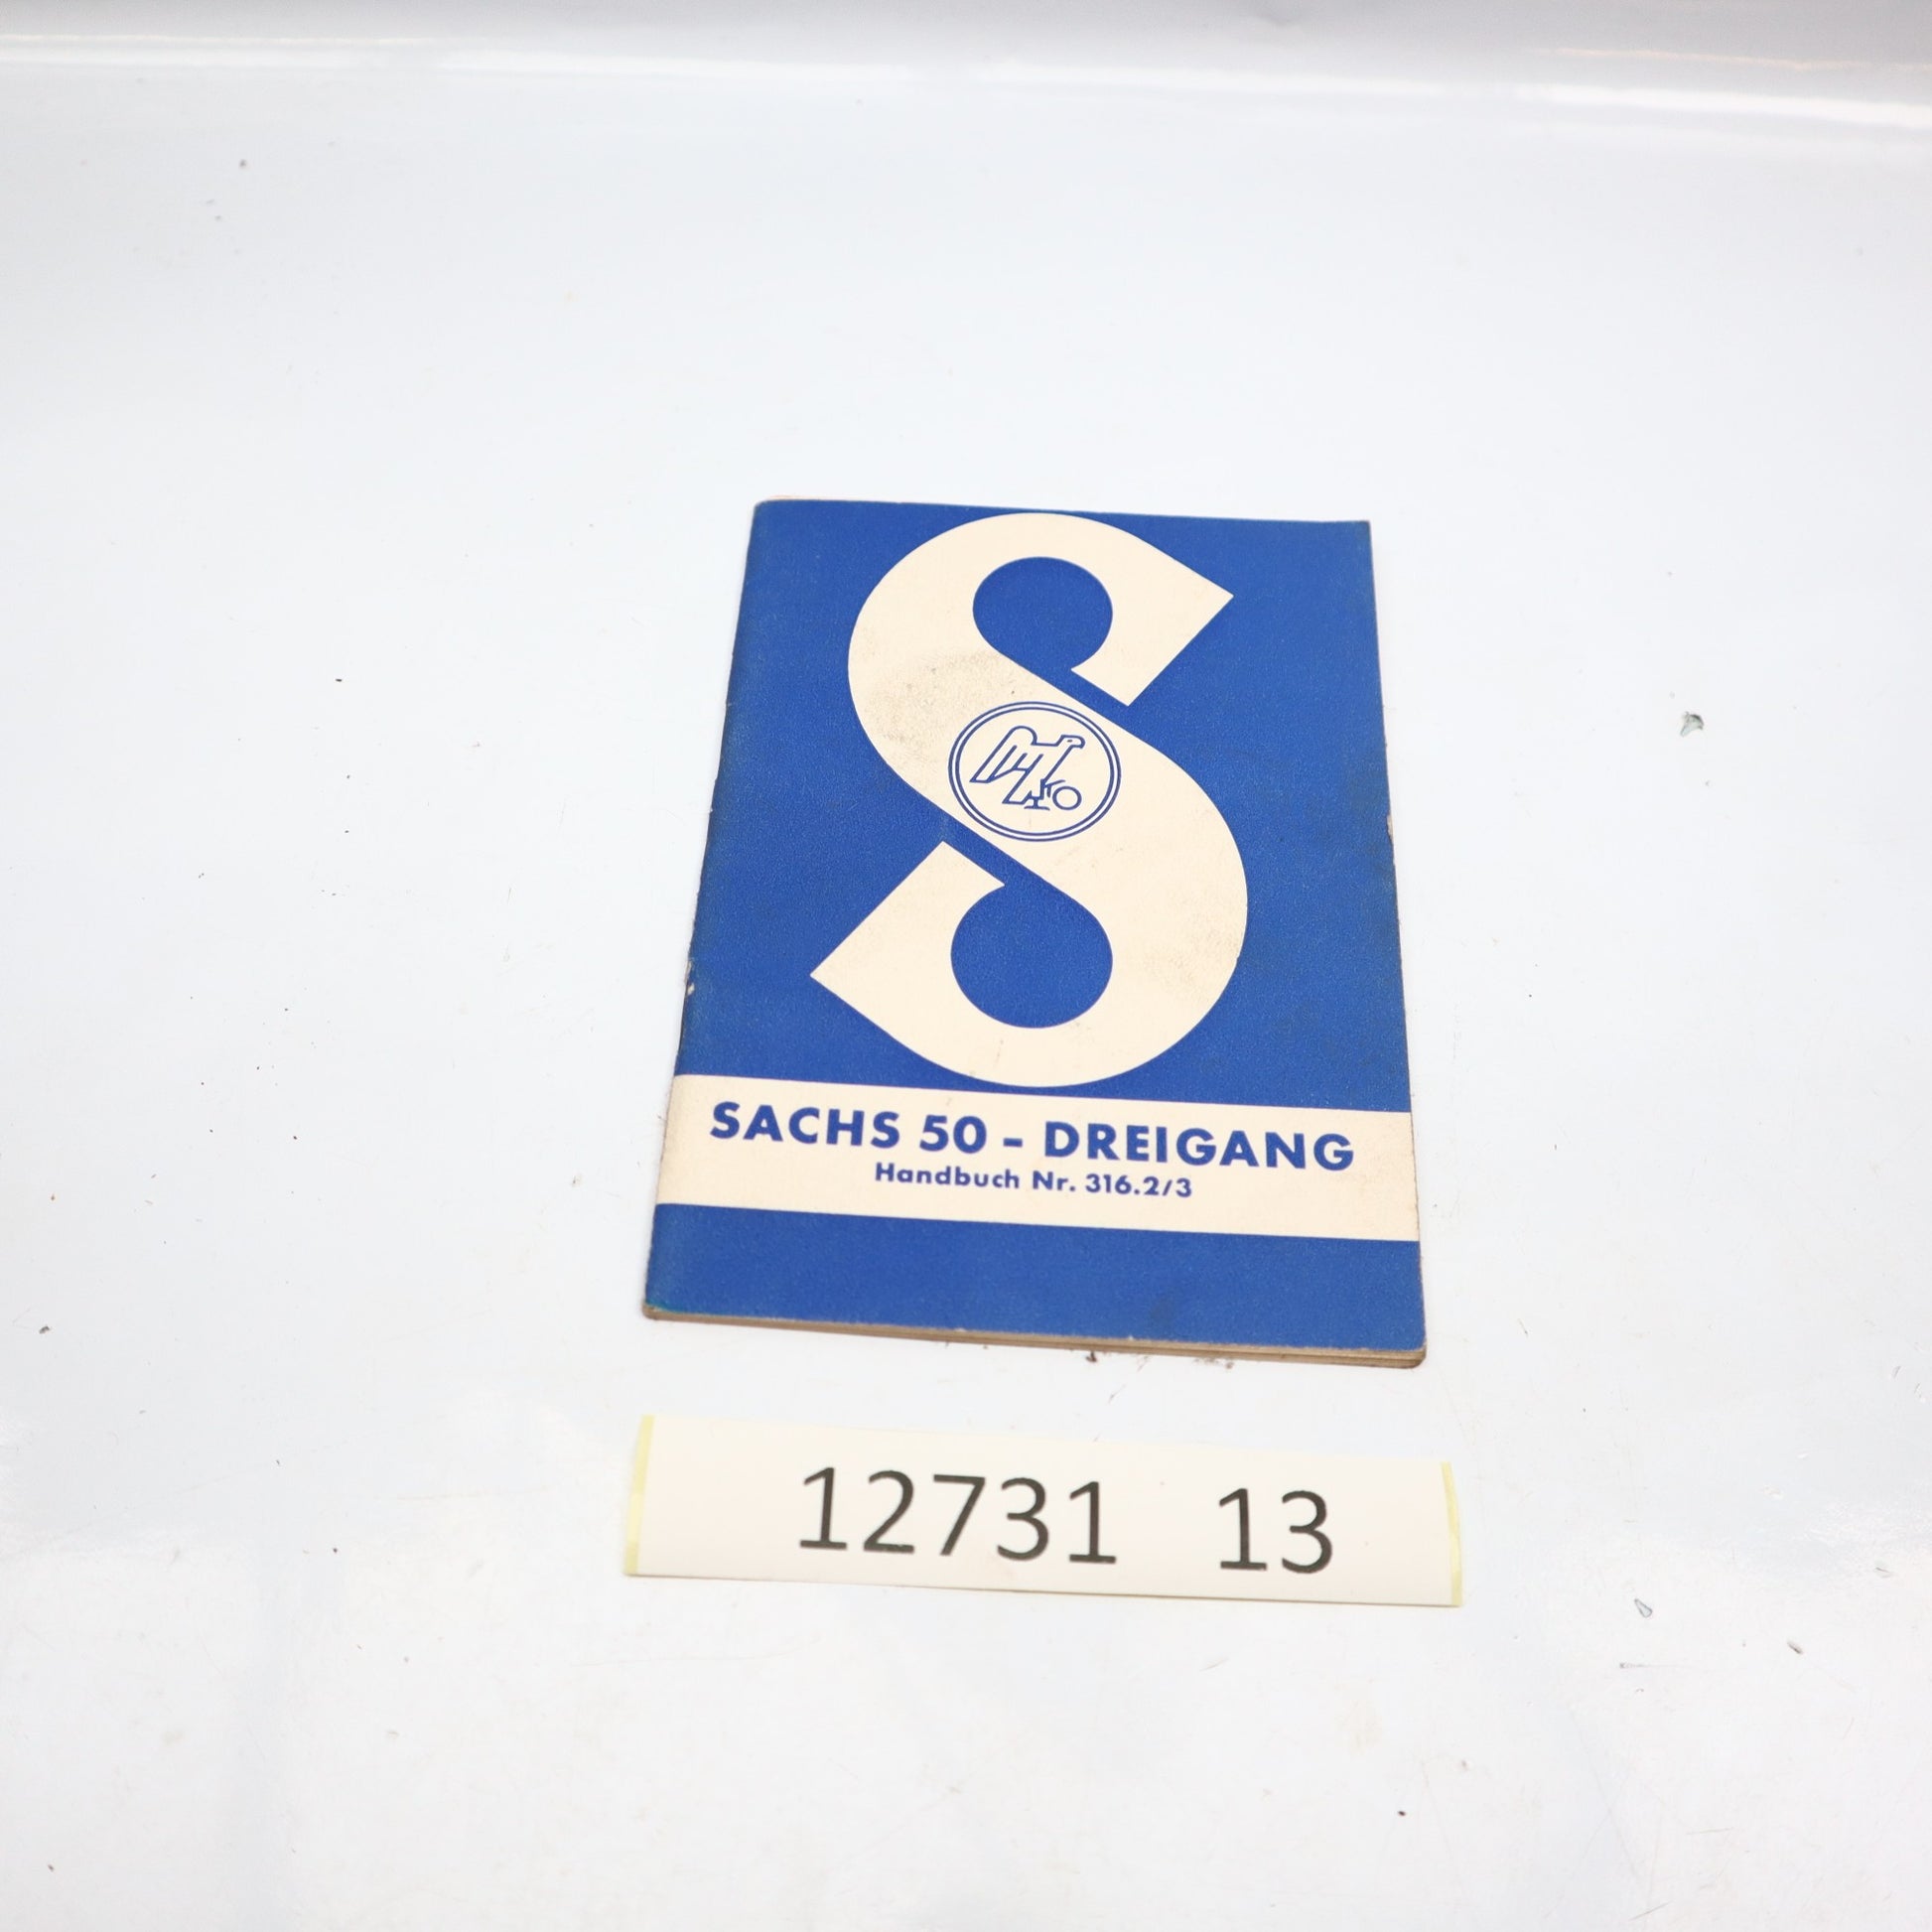 S
SACHS 50 - DREIGANG
Handbuch Nr. 316.2/3
12731 13